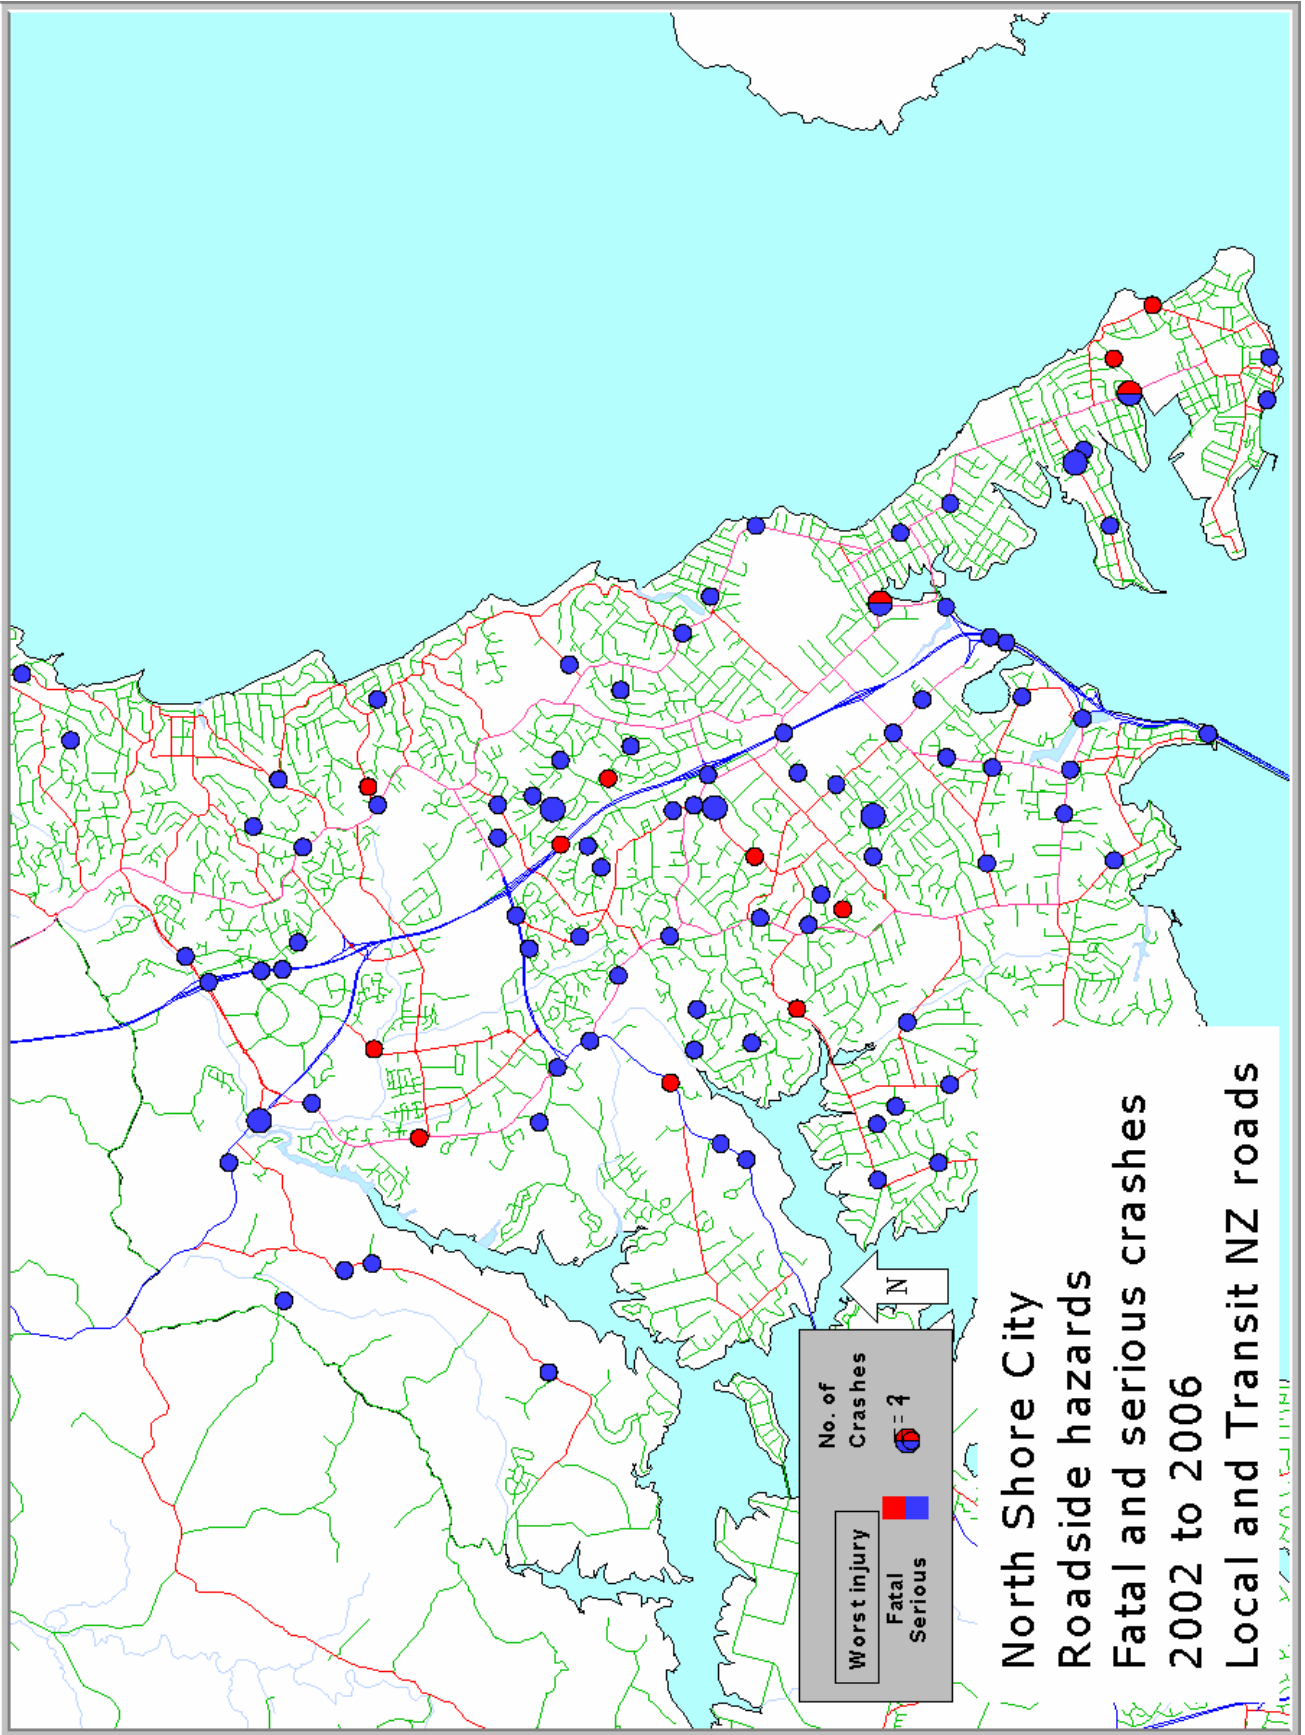 North Shore City
Roadside hazards
Fatal and serious crashes
2002 to 2006
Local and Transit NZ roads
Worst injury
Fatal
Serious
No. of
Crashes
N